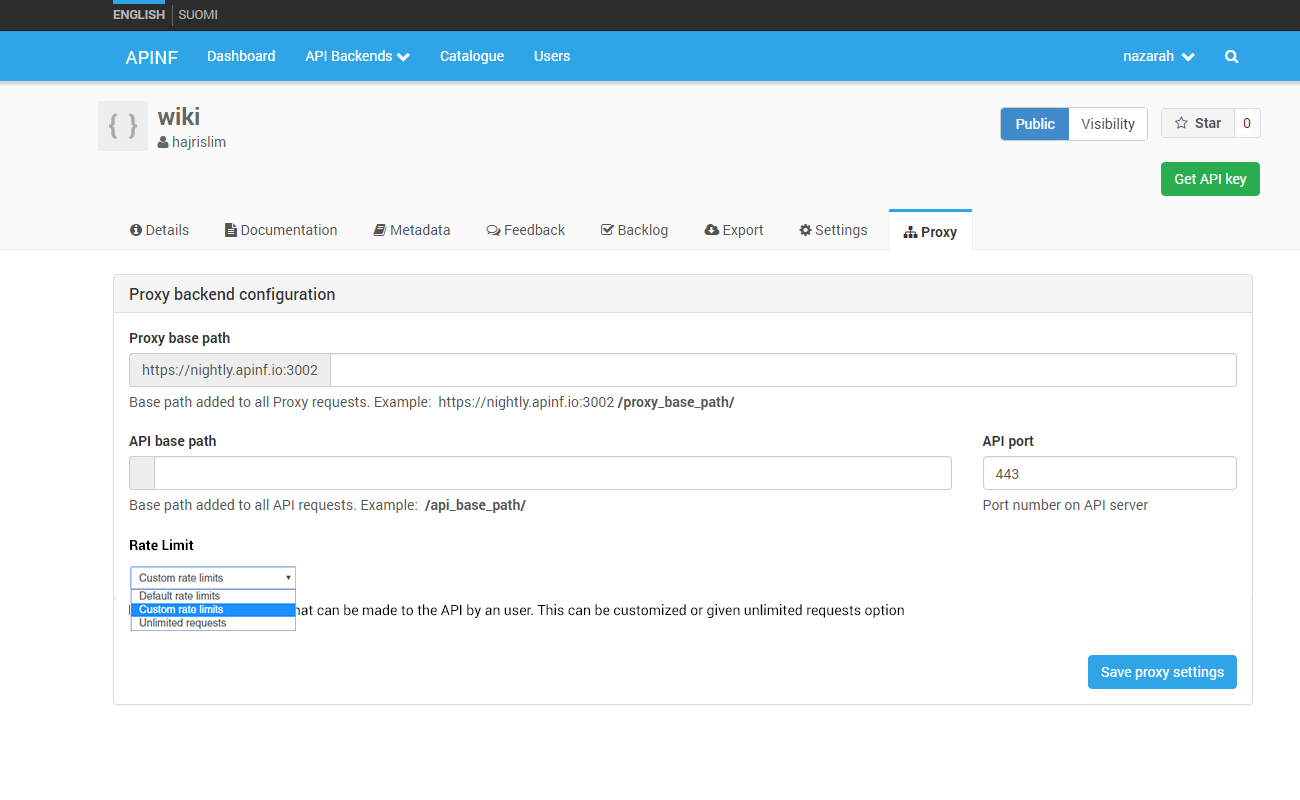 ENGLISH SUOMI
APINF Dashboard API Backends Catalogue Users nazarah
{ } wiki
hajrislim
Public Visibility Star 0
Get API key
Details Documentation Metadata Feedback Backlog Export Settings Proxy
Proxy backend configuration
Proxy base path
https://nightly.apinf.io:3002
Base path added to all Proxy requests. Example: https://nightly.apinf.io:3002 /proxy_base_path/
API base path API port
443
Base path added to all API requests. Example: /api_base_path/ Port number on API server
Rate Limit
Custom rate limits
Default rate limits
Custom rate limits
can be made to the API by an user. This can be customized or given unlimited requests option
Unlimited requests
Save proxy settings